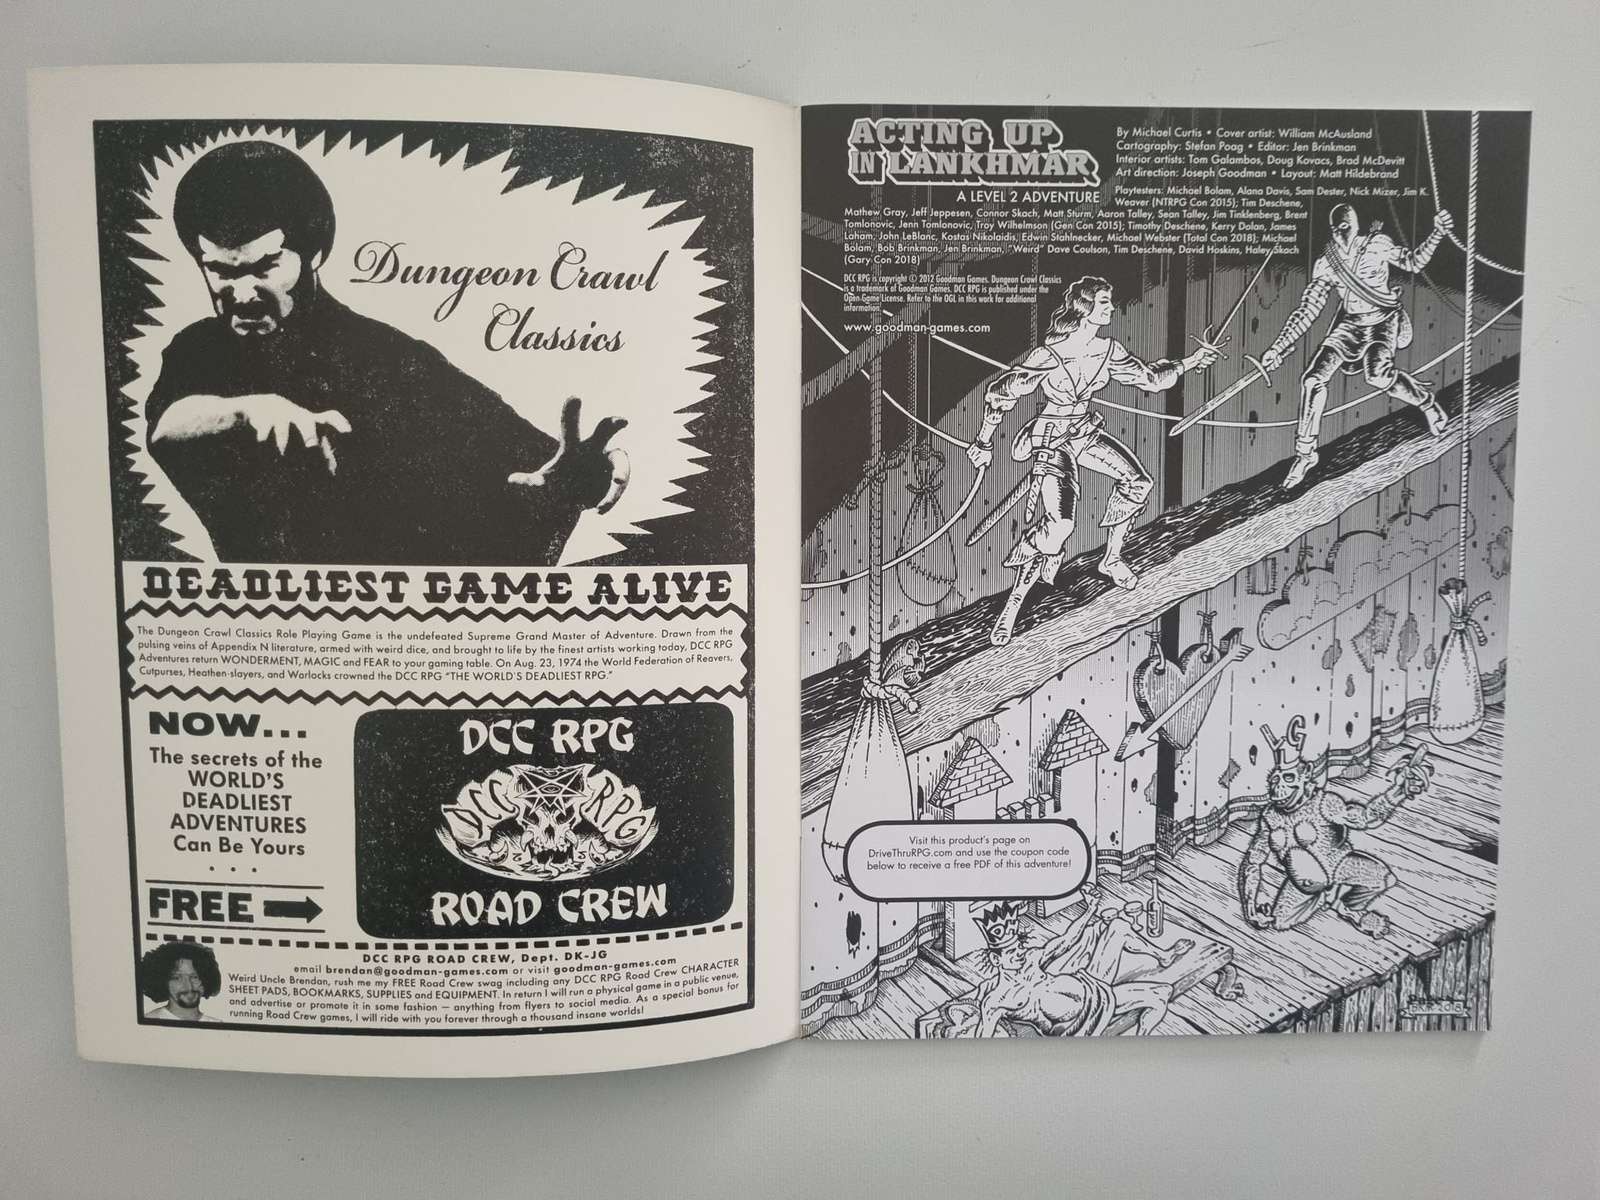 Dungeon Crawl
Classics
DEADLIEST GAME ALIVE
The Dungeon Crawl Classics Role Playing Game is the undefeated Supreme Grand Master of Adventure. Drawn from the
pulsing veins of Appendix N literature, armed with weird dice, and brought to life by the finest artists working today, DCC RPG
Adventures return WONDERMENT, MAGIC and FEAR to your gaming table. On Aug. 23, 1974 the World Federation of Reavers,
Cutpurses, Heathen-slayers, and Warlocks crowned the DCC RPG "THE WORLD'S DEADLIEST RPG."
NOW...
The secrets of the
WORLD'S
DEADLIEST
ADVENTURES
Can Be Yours
. . .
FREE
DCC RPG
DCC RPG
ROAD CREW
DCC RPG ROAD CREW, Dept. DK-JG
email brendan@goodman-games.com or visit goodman-games.com
Weird Uncle Brendan, rush me my FREE Road Crew swag including any DCC RPG Road Crew CHARACTER
SHEET PADS, BOOKMARKS, SUPPLIES and EQUIPMENT. In return I will run a physical game in a public venue,
and advertise or promote it in some fashion — anything from flyers to social media. As a special bonus for
running Road Crew games, I will ride with you forever through a thousand insane worlds!
ACTING UP
IN LANKHMAR
A LEVEL 2 ADVENTURE
By Michael Curtis • Cover artist: William McAusland
Cartography: Stefan Poag • Editor: Jen Brinkman
Interior artists: Tom Galambos, Doug Kovacs, Brad McDevitt
Art direction: Joseph Goodman • Layout: Matt Hildebrand
Playtesters: Michael Bolam, Alana Davis, Sam Dester, Nick Mizer, Jim K.
Weaver (NTRPG Con 2015); Tim Deschene,
Mathew Gray, Jeff Jeppesen, Connor Skach, Matt Sturm, Aaron Talley, Sean Talley, Jim Tinklenberg, Brent
Tomlonovic, Jenn Tomlonovic, Troy Wilhelmson (Gen Con 2015); Timothy Deschene, Kerry Dolan, James
Laham, John LeBlanc, Kostas Nikolaidis, Edwin Stahlnecker, Michael Webster (Total Con 2018); Michael
Bolam, Bob Brinkman, Jen Brinkman, "Weird" Dave Coulson, Tim Deschene, David Hoskins, Haley Skach
(Gary Con 2018)
DCC RPG is copyright © 2012 Goodman Games. Dungeon Crawl Classics
is a trademark of Goodman Games. DCC RPG is published under the
Open Game License. Refer to the OGL in this work for additional
information.
www.goodman-games.com
Visit this product's page on
DriveThruRPG.com and use the coupon code
below to receive a free PDF of this adventure!